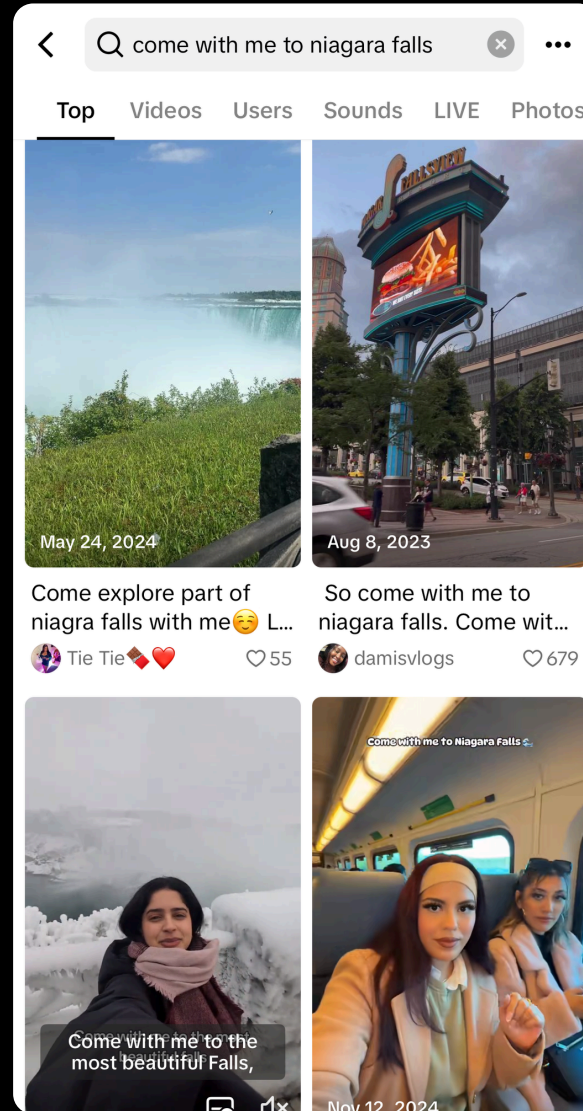 come with me to niagara falls
Top Videos Users Sounds LIVE Photos
FALLSVIEW
May 24, 2024
Aug 8, 2023
Come explore part of
niagra falls with me☺️ L...
Tie Tie🍫❤️ 55
So come with me to
niagara falls. Come wit...
damisvlogs 679
Come with me to the
most beautiful Falls,
Come with me to Niagara Falls🌊
Nov 12, 2024